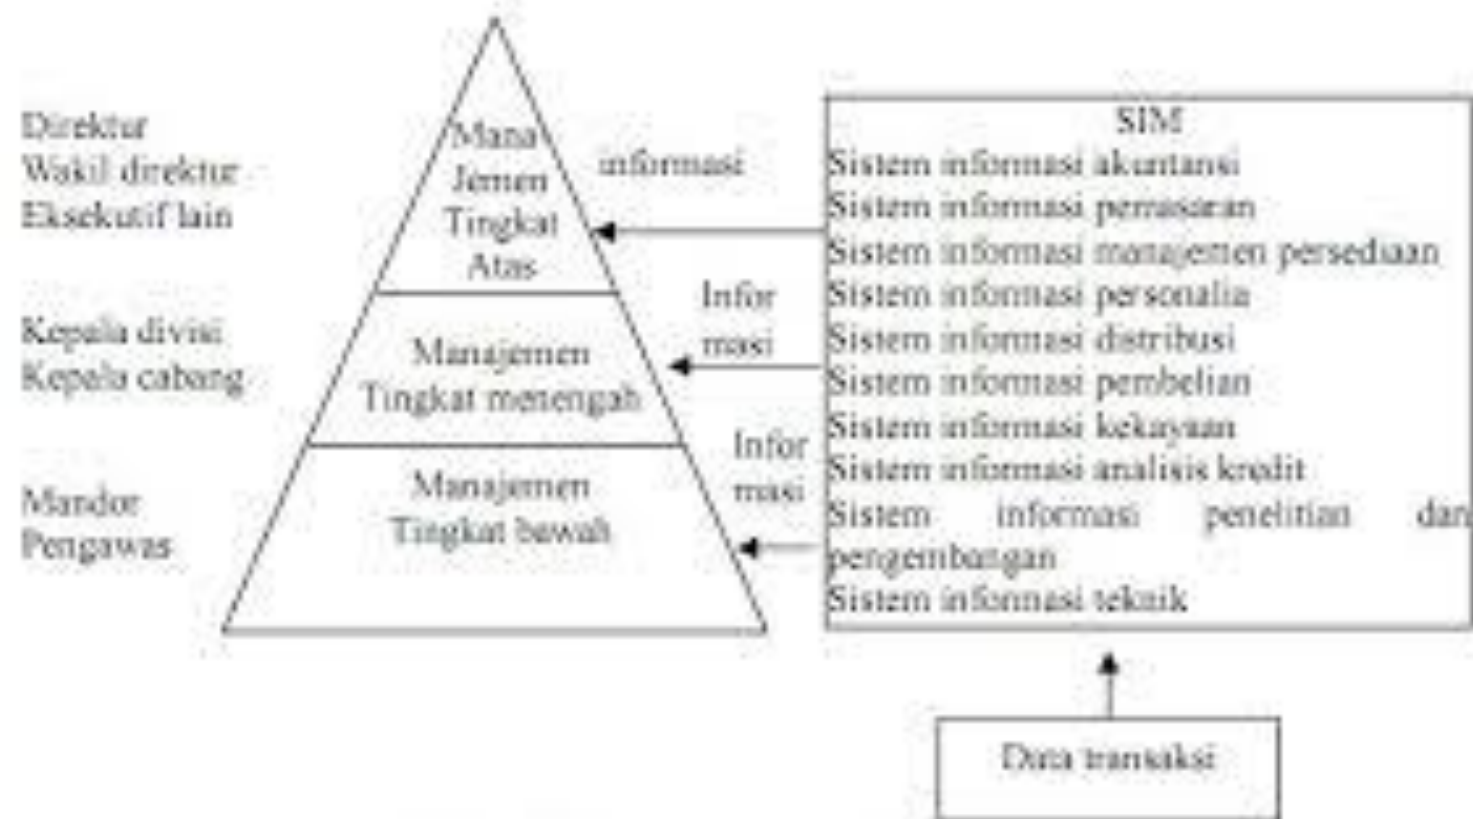 Direktur
Wakil direktur
Eksekutif lain
Kepala divisi
Kepala cabang
Mandor
Pengawas
Mana
Jemen
Tingkat
Atas
Manajemen
Tingkat menengah
Manajemen
Tingkat bawah
informasi
Infor
masi
Infor
masi
SIM
Sistem informasi akuntansi
Sistem informasi pemasaran
Sistem informasi manajemen persediaan
Sistem informasi personalia
Sistem informasi distribusi
Sistem informasi pembelian
Sistem informasi kekayaan
Sistem informasi analisis kredit
Sistem informasi penelitian dan
pengembangan
Sistem informasi teknik
Data transaksi